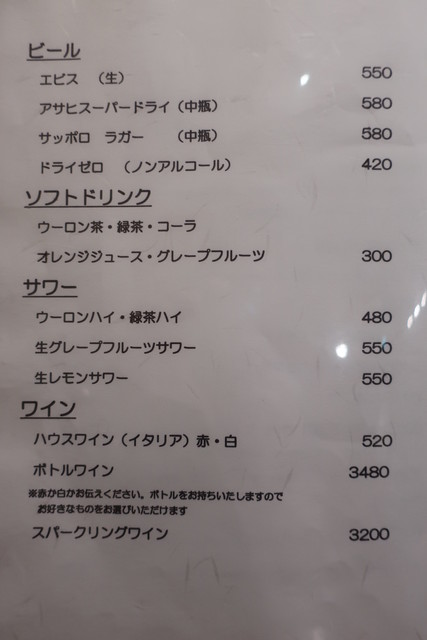 ビール
エビス （生） 550
アサヒスーパードライ（中瓶） 580
サッポロ ラガー （中瓶） 580
ドライゼロ （ノンアルコール） 420
ソフトドリンク
ウーロン茶・緑茶・コーラ
オレンジジュース・グレープフルーツ 300
サワー
ウーロンハイ・緑茶ハイ 480
生グレープフルーツサワー 550
生レモンサワー 550
ワイン
ハウスワイン（イタリア）赤・白 520
ボトルワイン 3480
※赤か白かお伝えください。ボトルをお持ちいたしますので
お好きなものをお選びいただけます
スパークリングワイン 3200